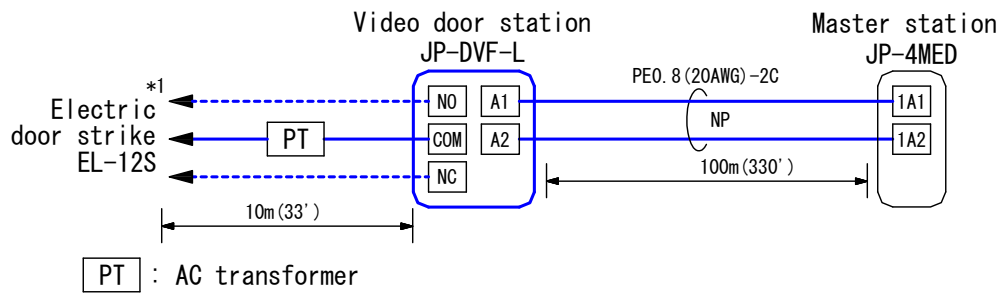 Video door station
JP-DVF-L
Master station
JP-4MED
*1
Electric
door strike
EL-12S
PT
NO
COM
NC
A1
A2
PE0.8(20AWG)-2C
NP
1A1
1A2
100m(330')
10m(33')
PT : AC transformer